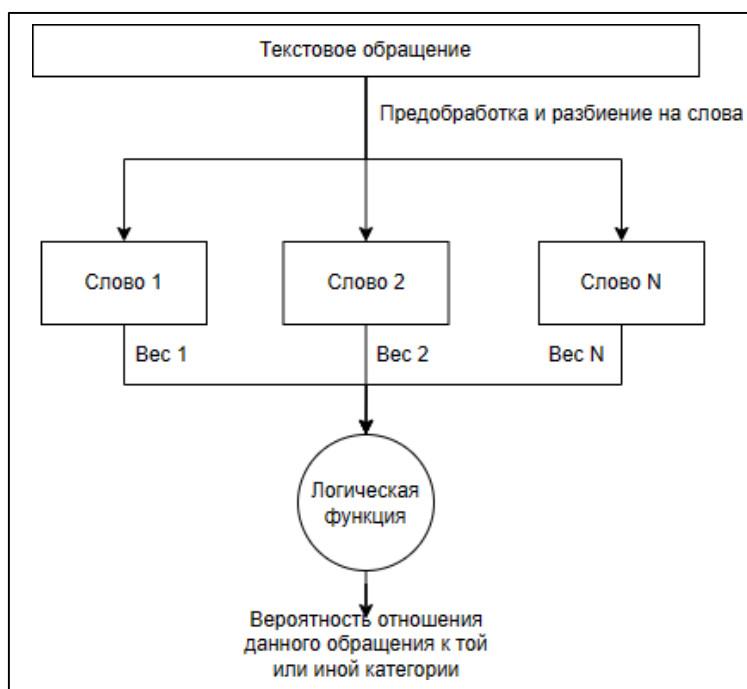 Текстовое обращение
Предобработка и разбиение на слова
Слово 1
Слово 2
Слово N
Вес 1
Вес 2
Вес N
Логическая
функция
Вероятность отношения
данного обращения к той
или иной категории